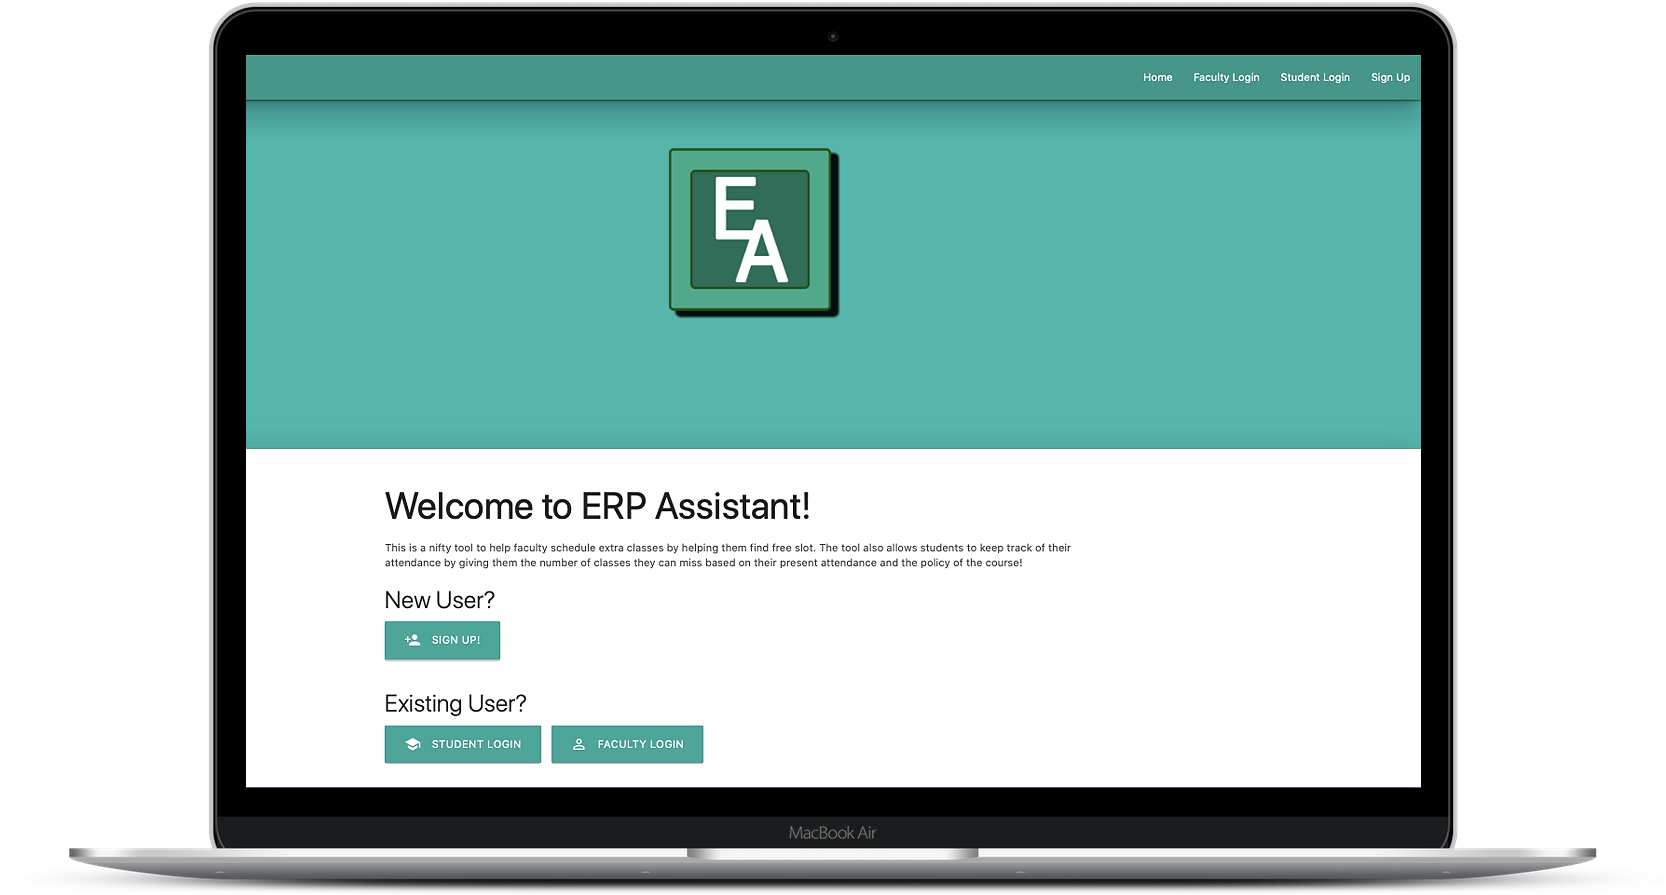 Home Faculty Login Student Login Sign Up
E
A
Welcome to ERP Assistant!
This is a nifty tool to help faculty schedule extra classes by helping them find free slot. The tool also allows students to keep track of their
attendance by giving them the number of classes they can miss based on their present attendance and the policy of the course!
New User?
SIGN UP!
Existing User?
STUDENT LOGIN FACULTY LOGIN
MacBook Air